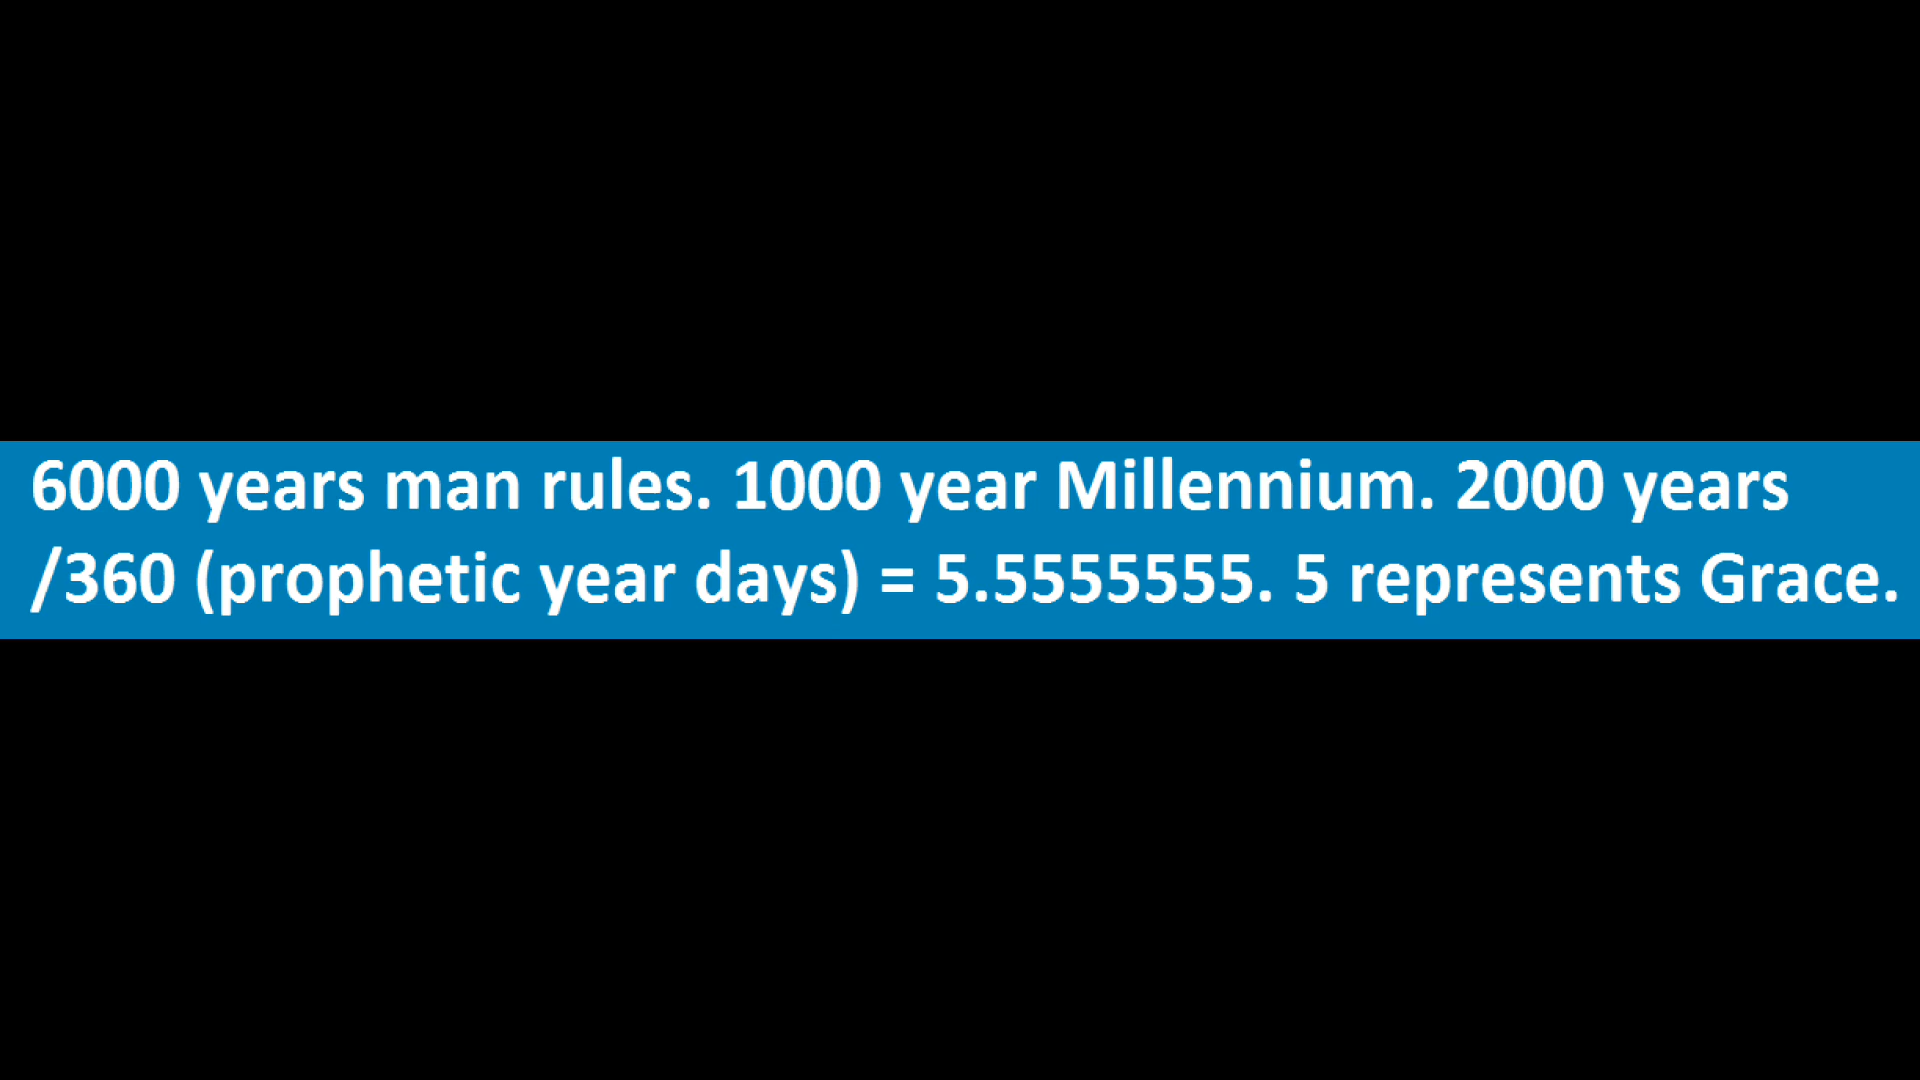 6000 years man rules. 1000 year Millennium. 2000 years
/360 (prophetic year days) = 5.5555555. 5 represents Grace.